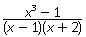 x³ − 1
(x − 1)(x + 2)